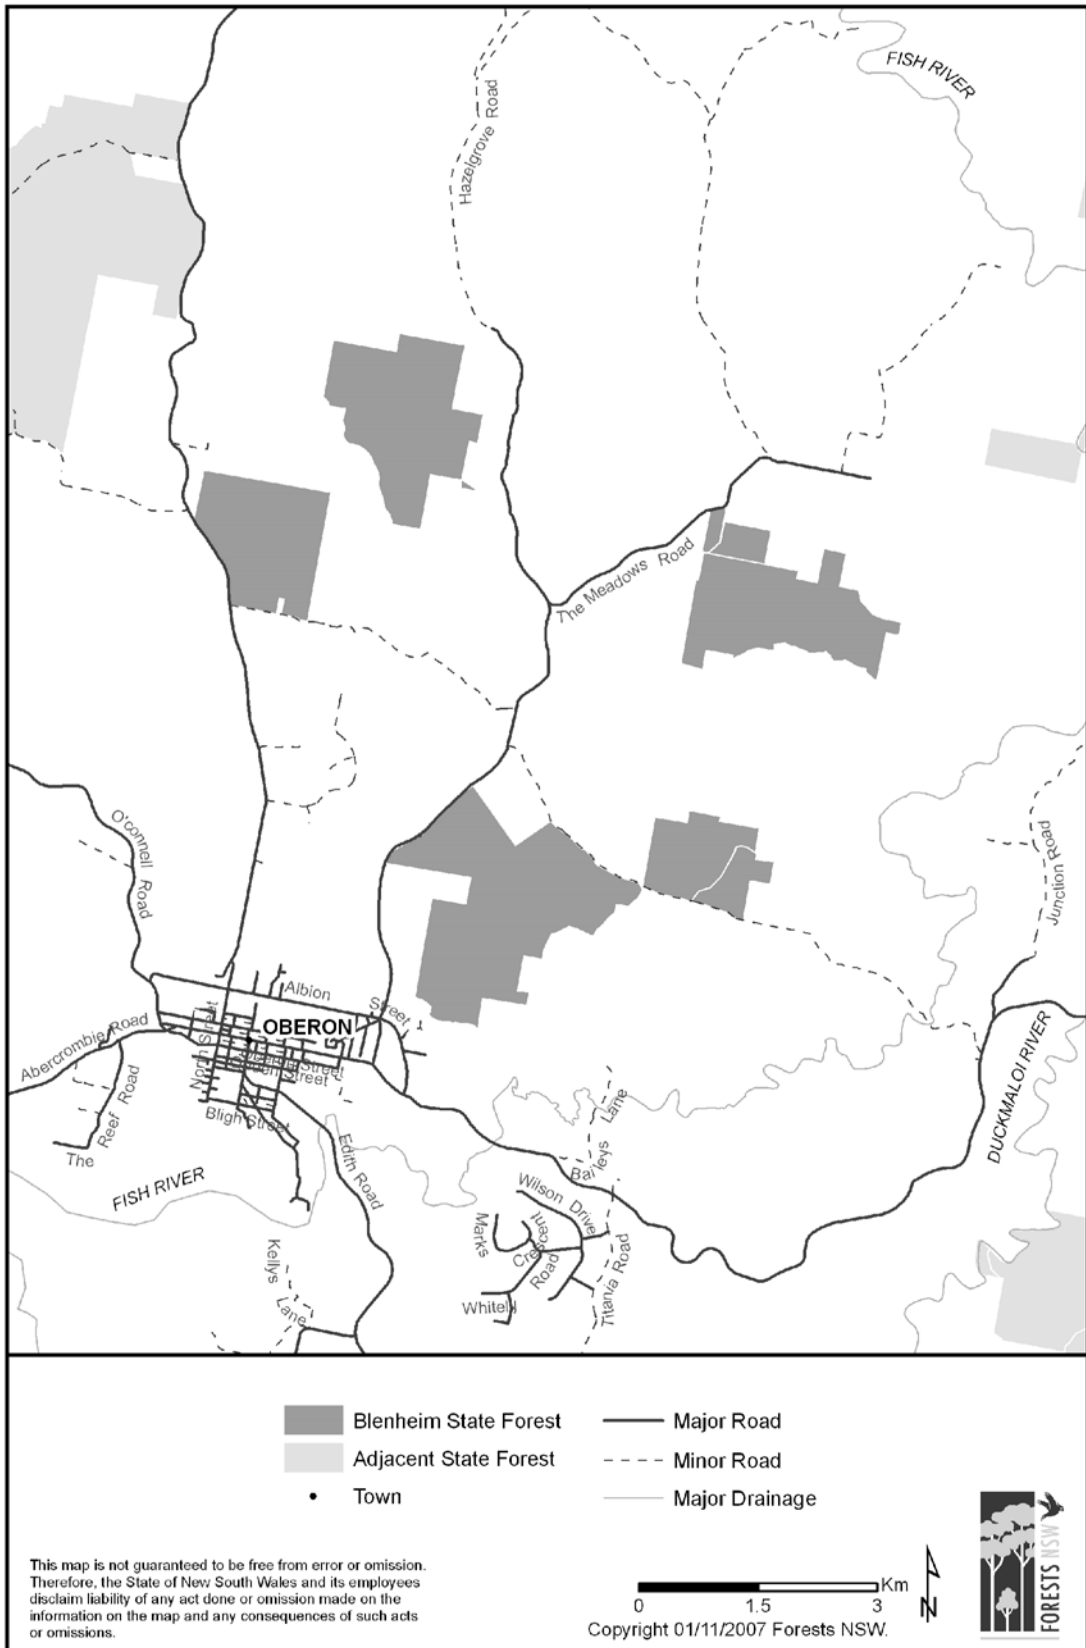 FISH RIVER
Hazelgrove Road
The Meadows Road
O'connell Road
Junction Road
Albion Street
OBERON
North Street
Street
Queen Street
Abercrombie Road
The Reef Road
Bligh Street
Edith Road
FISH RIVER
Baileys Lane
DUCKMALOI RIVER
Wilson Drive
Marks
Crescent
Road
Titania Road
Whitely
Kellys Lane
Blenheim State Forest
Adjacent State Forest
Town
Major Road
Minor Road
Major Drainage
This map is not guaranteed to be free from error or omission.
Therefore, the State of New South Wales and its employees
disclaim liability of any act done or omission made on the
information on the map and any consequences of such acts
or omissions.
Km
0 1.5 3
Copyright 01/11/2007 Forests NSW.
N
FORESTS NSW